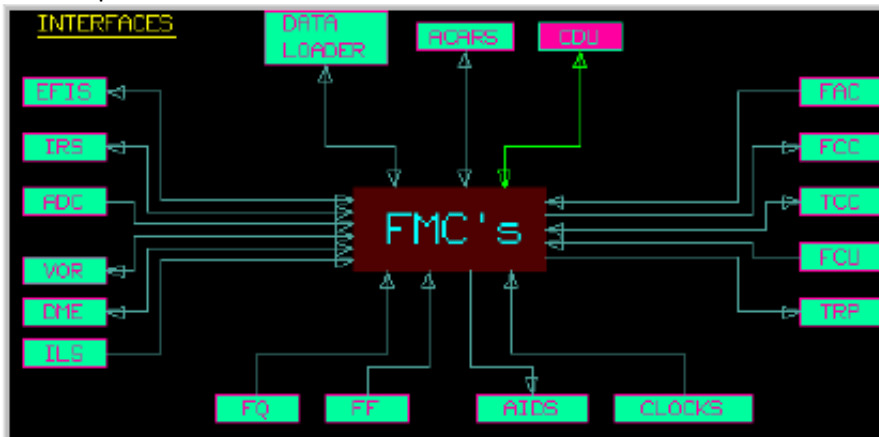 INTERFACES
DATA
LOADER
ACARS
CDU
EFIS
FAC
IRS
FCC
ADC
TCC
FMC's
VOR
FCU
DME
TRP
ILS
FQ
FF
AIDS
CLOCKS